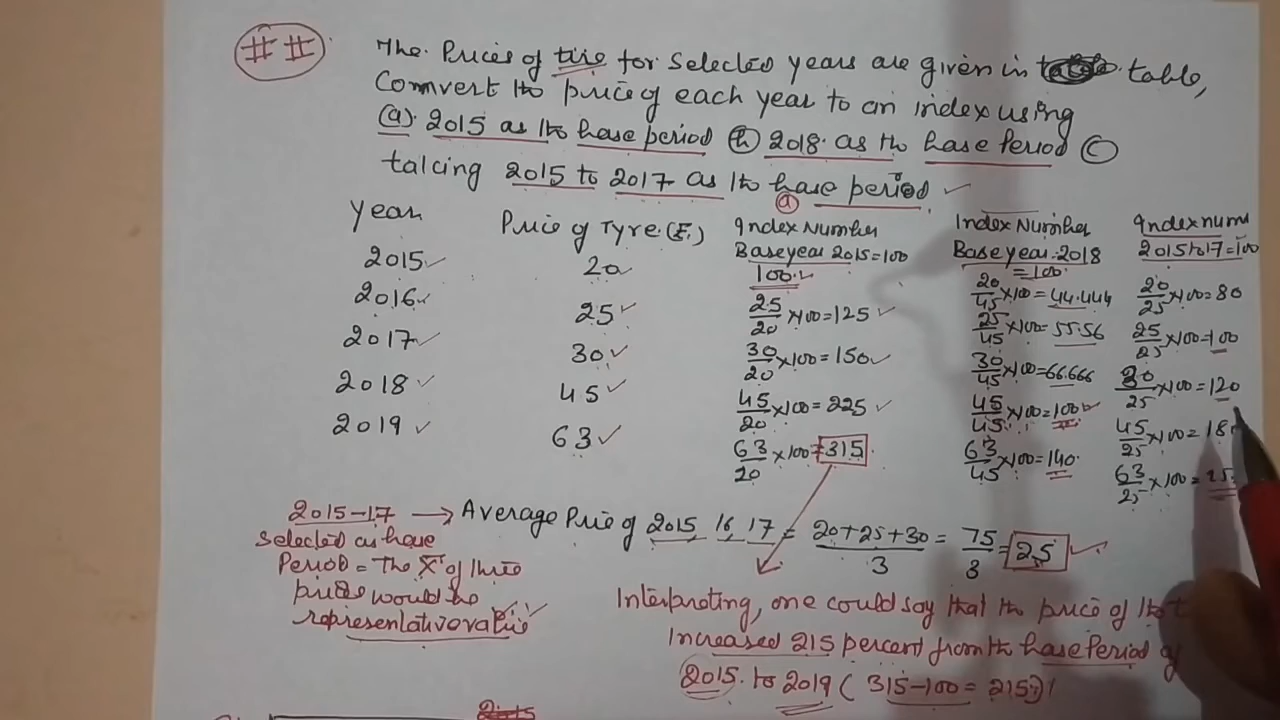 ##
The Prices of tire for selected years are given in table,
Convert the price of each year to an index using
(a). 2015 as the base period (b) 2018 as the base Period (c)
taking 2015 to 2017 as the base period
Year
Price of Tyre (£.)
2015
20
2016
25
2017
30
2018
45
2019
63
(a)
Index Number
Base year 2015=100
100
25/20 ×100=125
30/20 ×100=150
45/20 ×100=225
63/20 ×100=315
Index Number
Base year 2018
=100
20/45 ×100=44.444
25/45 ×100=55.56
30/45 ×100=66.666
45/45 ×100=100
63/45 ×100=140
2015 to 17=100
20/25 ×100=80
25/25 ×100=100
30/25 ×100=120
45/25 ×100=
63/25 ×100=
2015-17 → Average Price of 2015, 16, 17 = 20+25+30/3 = 75/3 = 25
selected as base
Period = The X̄ of three
prices would be
representative value
Interpreting, one could say that the price of the
Increased 215 percent from the base Period of
2015 to 2019 (315-100=215)